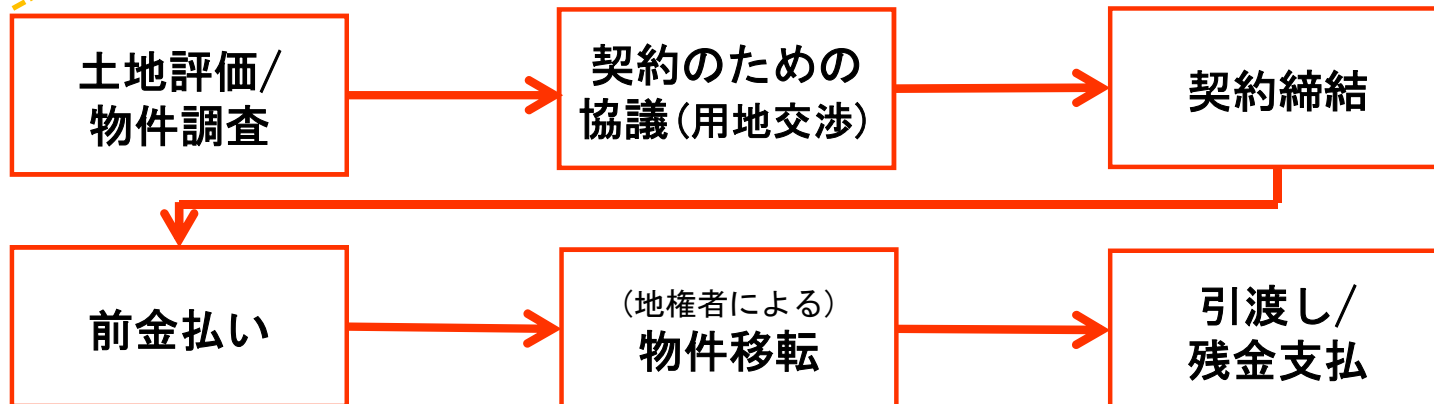 土地評価/
物件調査
契約のための
協議(用地交渉)
契約締結
前金払い
(地権者による)
物件移転
引渡し/
残金支払